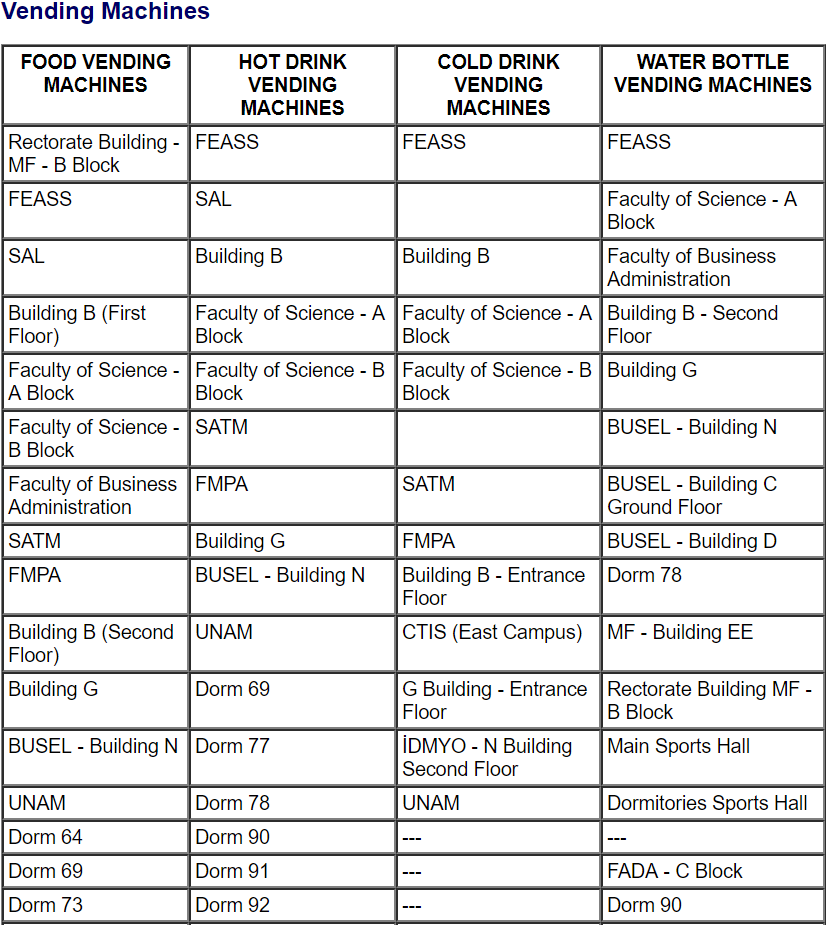 Vending Machines
FOOD VENDING
MACHINES
HOT DRINK
VENDING
MACHINES
COLD DRINK
VENDING
MACHINES
WATER BOTTLE
VENDING MACHINES
Rectorate Building -
MF - B Block
FEASS
FEASS
FEASS
FEASS
SAL
Faculty of Science - A
Block
SAL
Building B
Building B
Faculty of Business
Administration
Building B (First
Floor)
Faculty of Science - A
Block
Faculty of Science - A
Block
Building B - Second
Floor
Faculty of Science -
A Block
Faculty of Science - B
Block
Faculty of Science - B
Block
Building G
Faculty of Science -
B Block
SATM
BUSEL - Building N
Faculty of Business
Administration
FMPA
SATM
BUSEL - Building C
Ground Floor
SATM
Building G
FMPA
BUSEL - Building D
FMPA
BUSEL - Building N
Building B - Entrance
Floor
Dorm 78
Building B (Second
Floor)
UNAM
CTIS (East Campus)
MF - Building EE
Building G
Dorm 69
G Building - Entrance
Floor
Rectorate Building MF -
B Block
BUSEL - Building N
Dorm 77
İDMYO - N Building
Second Floor
Main Sports Hall
UNAM
Dorm 78
UNAM
Dormitories Sports Hall
Dorm 64
Dorm 90
---
---
Dorm 69
Dorm 91
---
FADA - C Block
Dorm 73
Dorm 92
---
Dorm 90